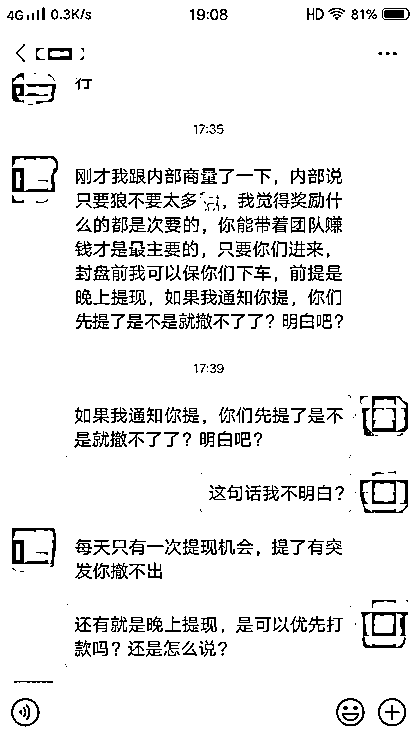 4G 0.3K/s 19:08 HD 81%
行
17:35
刚才我跟内部商量了一下，内部说
只要狼不要太多，我觉得奖励什
么的都是次要的，你能带着团队赚
钱才是最主要的，只要你们进来，
封盘前我可以保你们下车，前提是
晚上提现，如果我通知你提，你们
先提了是不是就撤不了了？明白吧？
17:39
如果我通知你提，你们先提了是不
是就撤不了了？明白吧？
这句话我不明白？
每天只有一次提现机会，提了有突
发你撤不出
还有就是晚上提现，是可以优先打
款吗？还是怎么说？